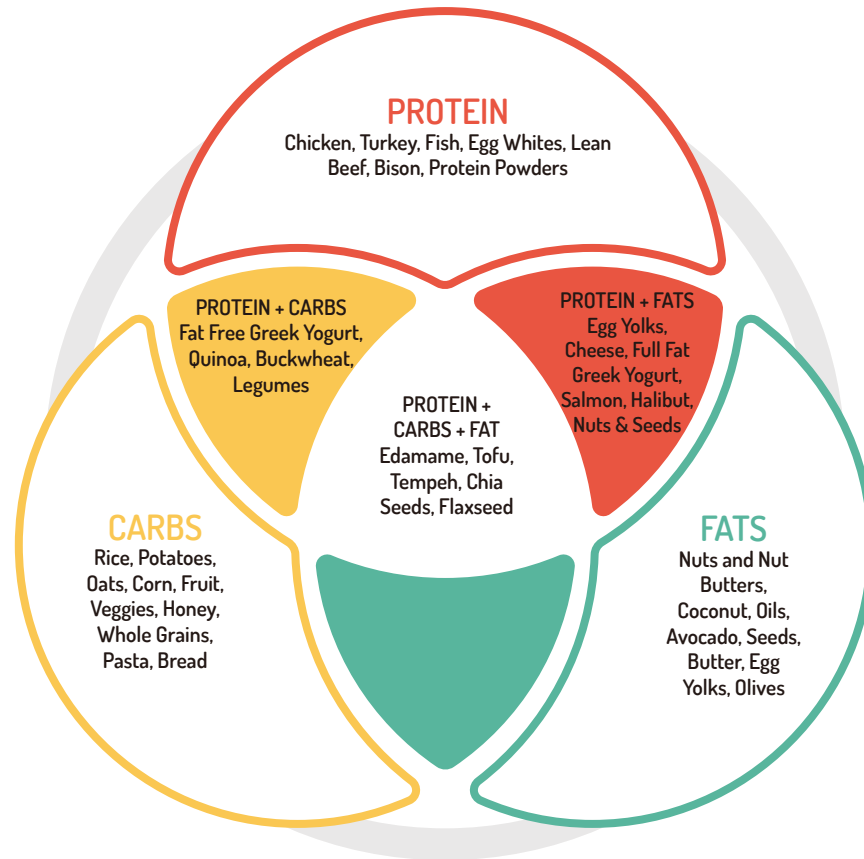 PROTEIN
Chicken, Turkey, Fish, Egg Whites, Lean
Beef, Bison, Protein Powders
PROTEIN + CARBS
Fat Free Greek Yogurt,
Quinoa, Buckwheat,
Legumes
PROTEIN + FATS
Egg Yolks,
Cheese, Full Fat
Greek Yogurt,
Salmon, Halibut,
Nuts & Seeds
PROTEIN +
CARBS + FAT
Edamame, Tofu,
Tempeh, Chia
Seeds, Flaxseed
CARBS
Rice, Potatoes,
Oats, Corn, Fruit,
Veggies, Honey,
Whole Grains,
Pasta, Bread
FATS
Nuts and Nut
Butters,
Coconut, Oils,
Avocado, Seeds,
Butter, Egg
Yolks, Olives